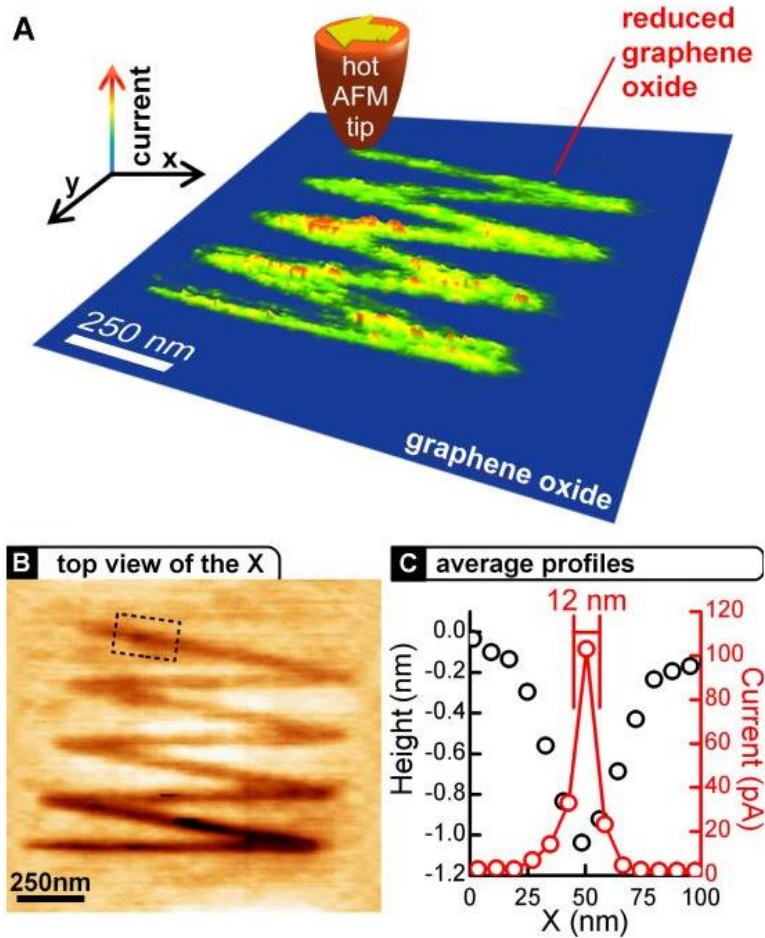 A
current
x
y
hot
AFM
tip
reduced
graphene
oxide
250 nm
graphene oxide
B top view of the X
250nm
C average profiles
12 nm
Height (nm)
0.0
-0.2
-0.4
-0.6
-0.8
-1.0
-1.2
120
100
80
60
40
20
0
Current (pA)
0 25 50 75 100
X (nm)